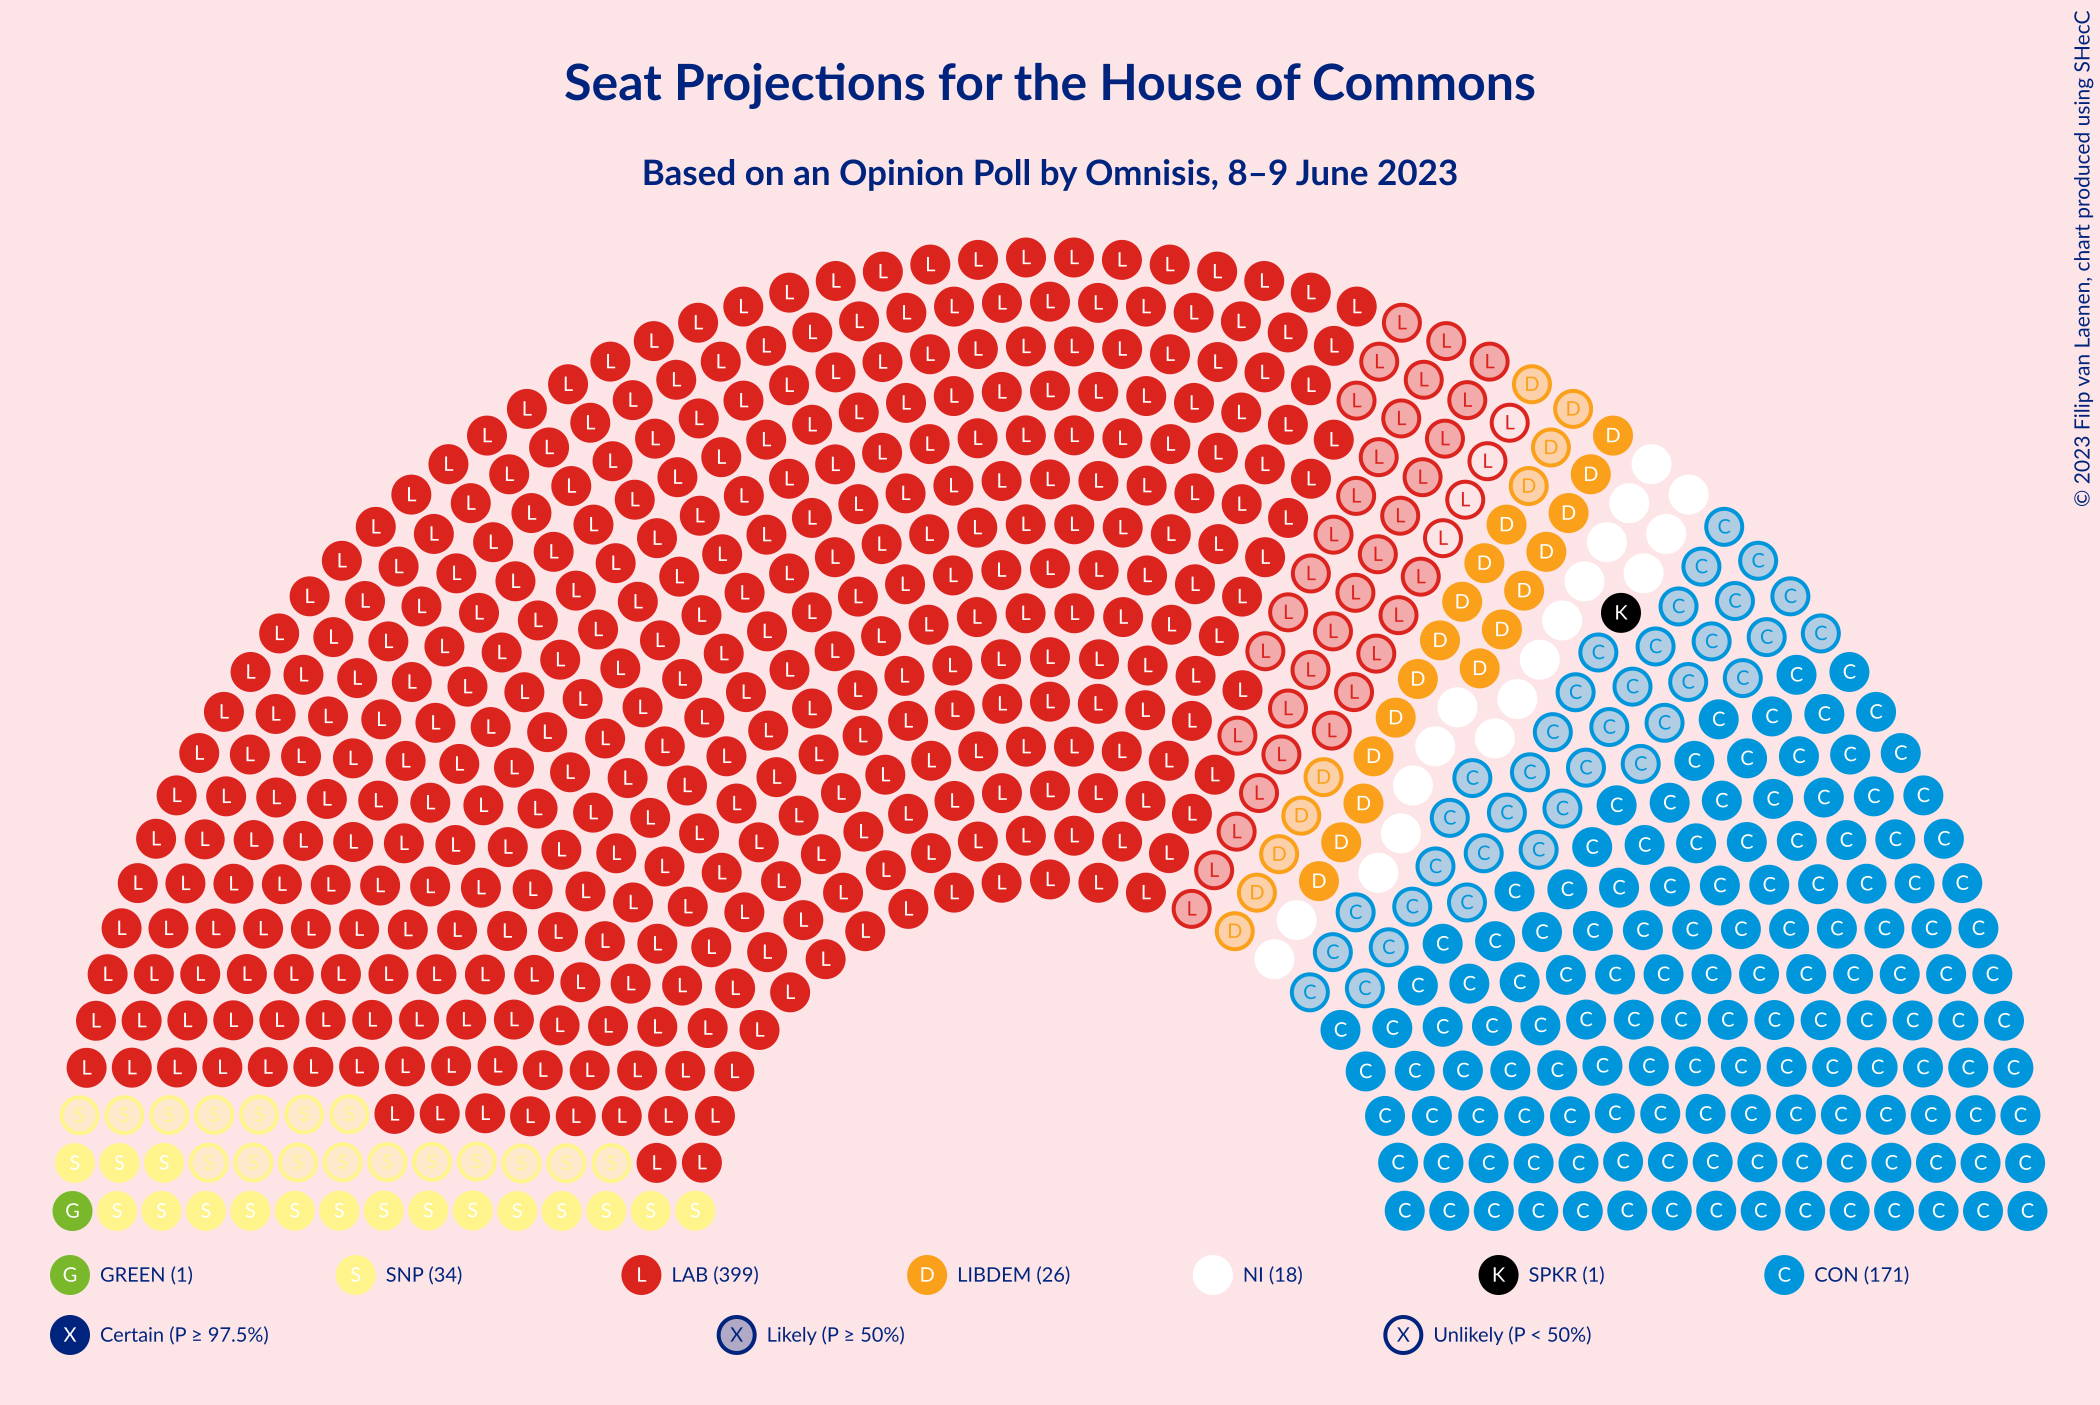 Seat Projections for the House of Commons
Based on an Opinion Poll by Omnisis, 8–9 June 2023
© 2023 Filip van Laenen, chart produced using SHecC
G GREEN (1)
S SNP (34)
L LAB (399)
D LIBDEM (26)
NI (18)
K SPKR (1)
C CON (171)
X Certain (P ≥ 97.5%)
X Likely (P ≥ 50%)
X Unlikely (P < 50%)